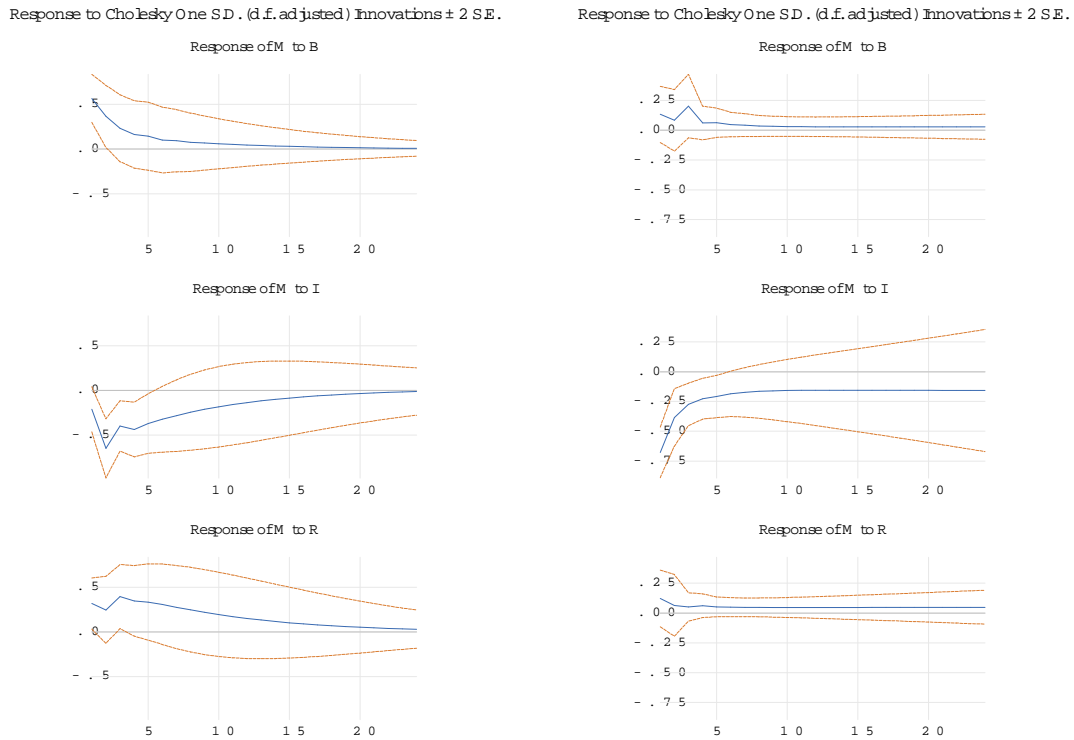 Response to Cholesky One S.D. (d.f. adjusted) Innovations ± 2 S.E.
Response of M to B
.5
.0
-.5
5 10 15 20
Response of M to I
.5
.0
-.5
5 10 15 20
Response of M to R
.5
.0
-.5
5 10 15 20
Response to Cholesky One S.D. (d.f. adjusted) Innovations ± 2 S.E.
Response of M to B
.25
.00
-.25
-.50
-.75
5 10 15 20
Response of M to I
.25
.00
-.25
-.50
-.75
5 10 15 20
Response of M to R
.25
.00
-.25
-.50
-.75
5 10 15 20